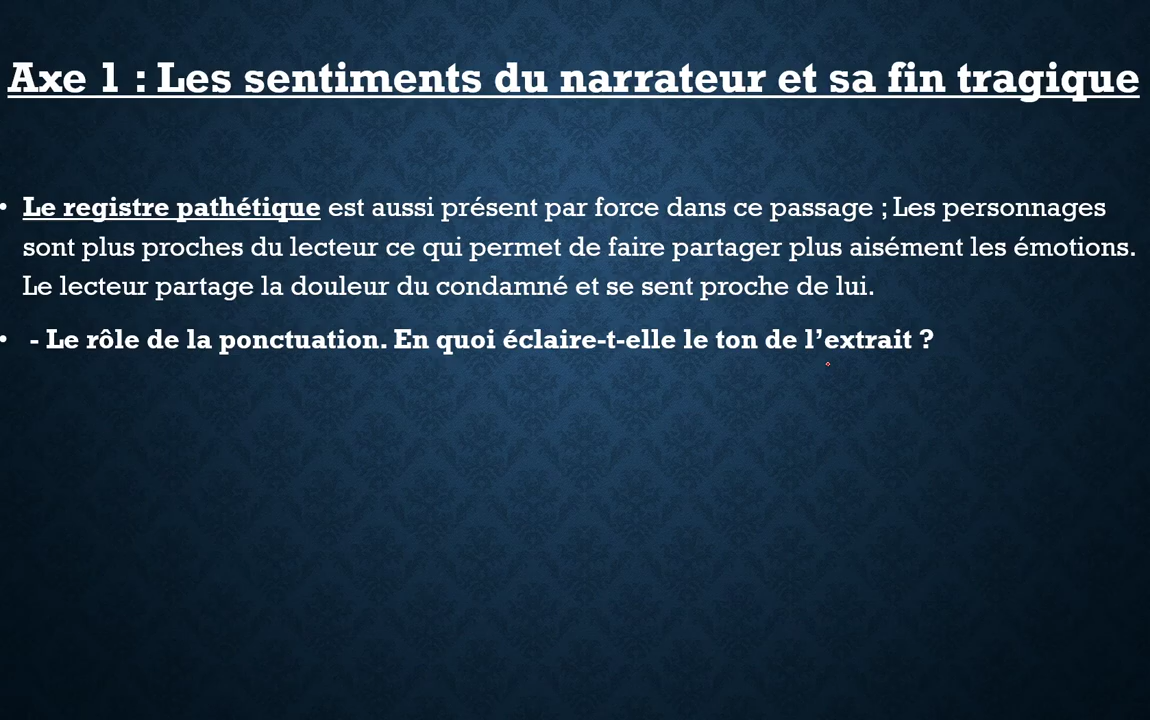 Axe 1 : Les sentiments du narrateur et sa fin tragique
• Le registre pathétique est aussi présent par force dans ce passage ; Les personnages
sont plus proches du lecteur ce qui permet de faire partager plus aisément les émotions.
Le lecteur partage la douleur du condamné et se sent proche de lui.
• - Le rôle de la ponctuation. En quoi éclaire-t-elle le ton de l’extrait ?